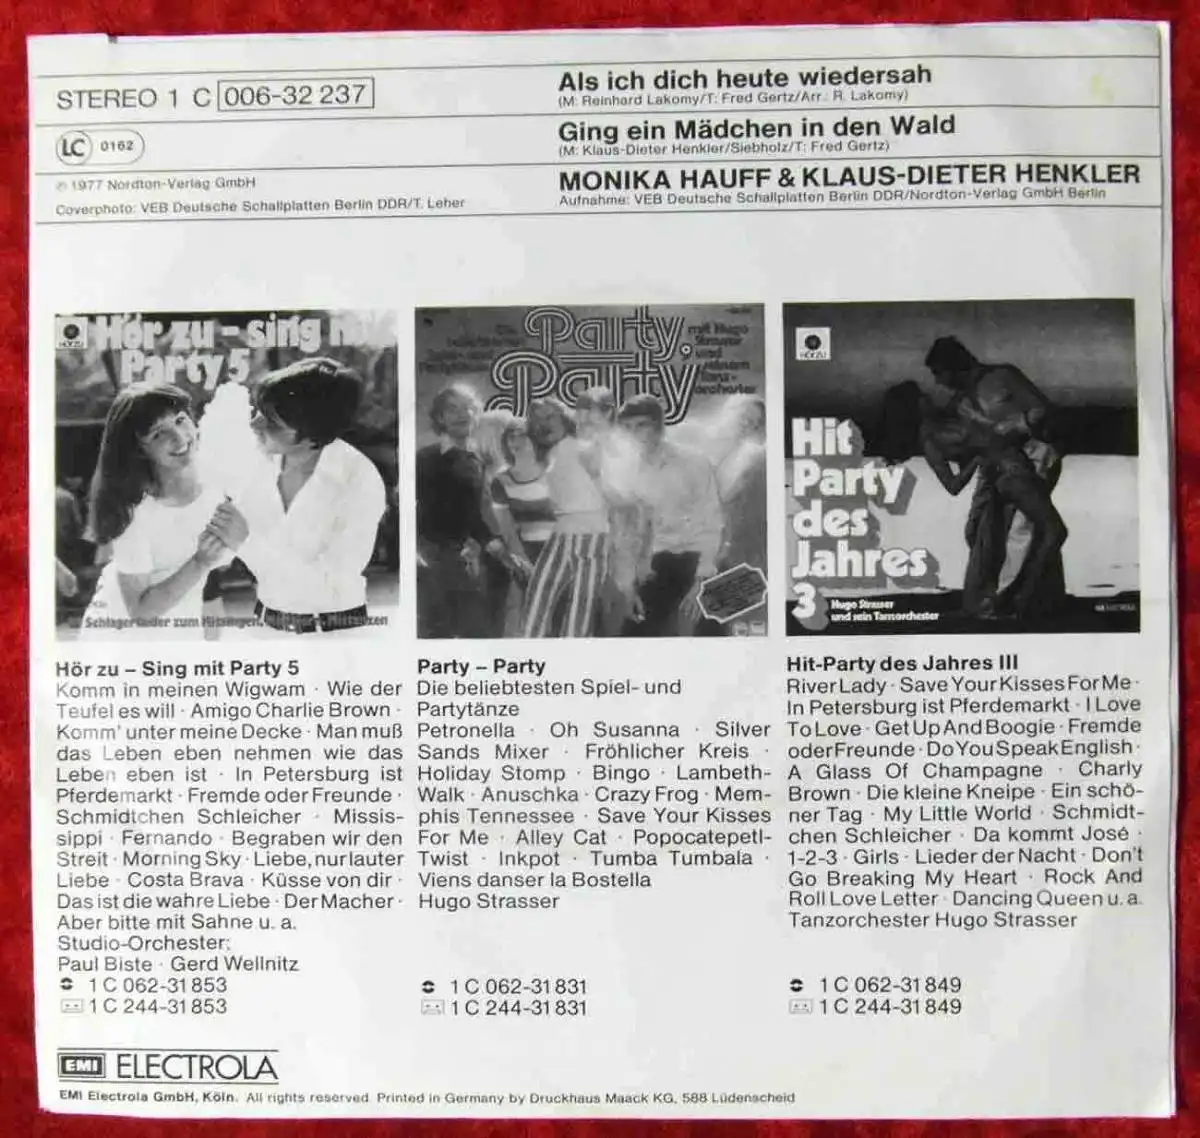 STEREO 1 C 006-32 237
LC 0162
℗ 1977 Nordton-Verlag GmbH
Coverphoto: VEB Deutsche Schallplatten Berlin DDR/T. Leher
Als ich dich heute wiedersah
(M: Reinhard Lakomy/T: Fred Gertz/Arr.: R. Lakomy)
Ging ein Mädchen in den Wald
(M: Klaus-Dieter Henkler/Siebholz/T: Fred Gertz)
MONIKA HAUFF & KLAUS-DIETER HENKLER
Aufnahme: VEB Deutsche Schallplatten Berlin DDR/Nordton-Verlag GmbH Berlin
HÖRZU
Hör zu – sing
Party 5
Schlagerlieder zum Mitsingen,
Party,
Party
mit Hugo
Strasser
und
seinem
Tanz-
orchester
HÖRZU
Hit
Party
des
Jahres
3
Hugo Strasser
und sein Tanzorchester
Hör zu – Sing mit Party 5
Komm in meinen Wigwam · Wie der
Teufel es will · Amigo Charlie Brown ·
Komm' unter meine Decke · Man muß
das Leben eben nehmen wie das
Leben eben ist · In Petersburg ist
Pferdemarkt · Fremde oder Freunde ·
Schmidtchen Schleicher · Missis-
sippi · Fernando · Begraben wir den
Streit · Morning Sky · Liebe, nur lauter
Liebe · Costa Brava · Küsse von dir ·
Das ist die wahre Liebe · Der Macher ·
Aber bitte mit Sahne u. a.
Studio-Orchester:
Paul Biste · Gerd Wellnitz
1 C 062-31 853
1 C 244-31 853
Party – Party
Die beliebtesten Spiel- und
Partytänze
Petronella · Oh Susanna · Silver
Sands Mixer · Fröhlicher Kreis ·
Holiday Stomp · Bingo · Lambeth-
Walk · Anuschka · Crazy Frog · Mem-
phis Tennessee · Save Your Kisses
For Me · Alley Cat · Popocatepetl-
Twist · Inkpot · Tumba Tumbala ·
Viens danser la Bostella
Hugo Strasser
1 C 062-31 831
1 C 244-31 831
Hit-Party des Jahres III
River Lady · Save Your Kisses For Me ·
In Petersburg ist Pferdemarkt · I Love
To Love · Get Up And Boogie · Fremde
oder Freunde · Do You Speak English ·
A Glass Of Champagne · Charly
Brown · Die kleine Kneipe · Ein schö-
ner Tag · My Little World · Schmidt-
chen Schleicher · Da kommt José ·
1-2-3 · Girls · Lieder der Nacht · Don't
Go Breaking My Heart · Rock And
Roll Love Letter · Dancing Queen u. a.
Tanzorchester Hugo Strasser
1 C 062-31 849
1 C 244-31 849
EMI ELECTROLA
EMI Electrola GmbH, Köln. All rights reserved. Printed in Germany by Druckhaus Maack KG, 588 Lüdenscheid